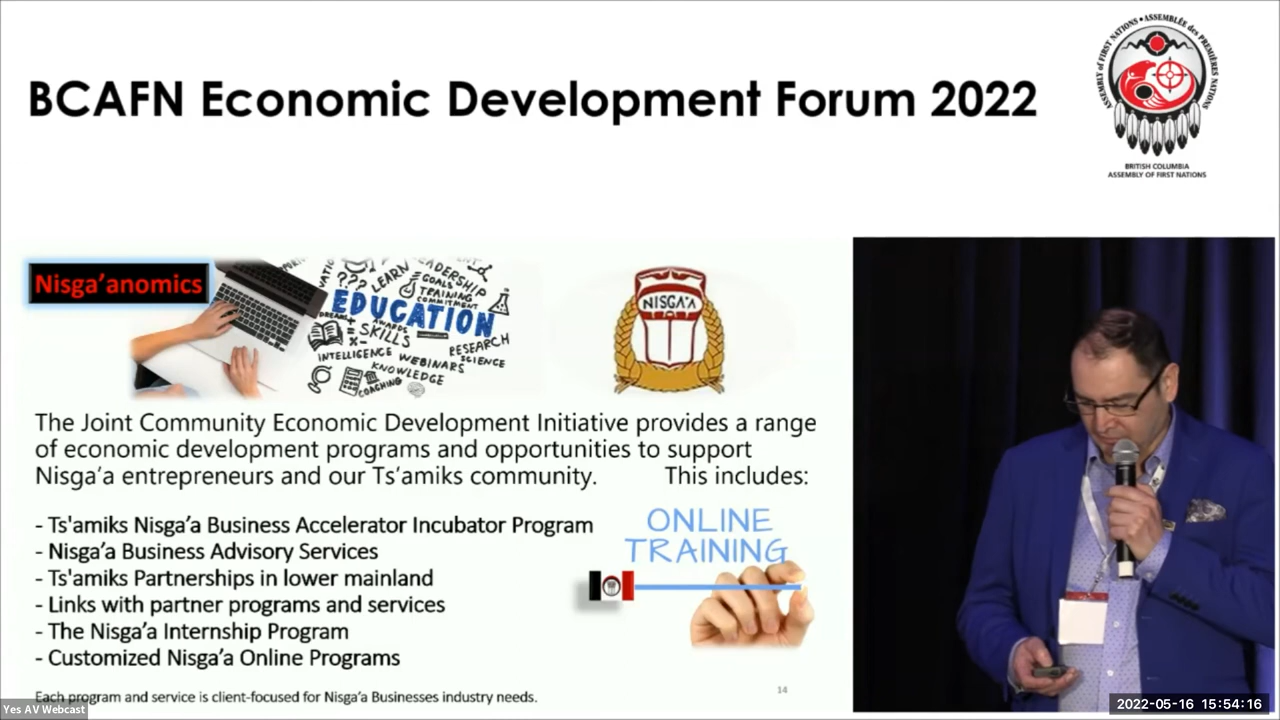 BCAFN Economic Development Forum 2022
ASSEMBLY of FIRST NATIONS • ASSEMBLÉE des PREMIÈRES NATIONS
BRITISH COLUMBIA
ASSEMBLY OF FIRST NATIONS
Nisga'anomics
LEARN
LEADERSHIP
GOALS
TRAINING
COMMITMENT
EDUCATION
AWARDS
SKILLS
RESEARCH
INTELLIGENCE
WEBINARS
SCIENCE
KNOWLEDGE
COACHING
NISGA'A
The Joint Community Economic Development Initiative provides a range
of economic development programs and opportunities to support
Nisga'a entrepreneurs and our Ts'amiks community. This includes:
- Ts'amiks Nisga'a Business Accelerator Incubator Program
- Nisga'a Business Advisory Services
- Ts'amiks Partnerships in lower mainland
- Links with partner programs and services
- The Nisga'a Internship Program
- Customized Nisga'a Online Programs
ONLINE
TRAINING
Each program and service is client-focused for Nisga'a Businesses industry needs.
14
Yes AV Webcast
2022-05-16 15:54:16